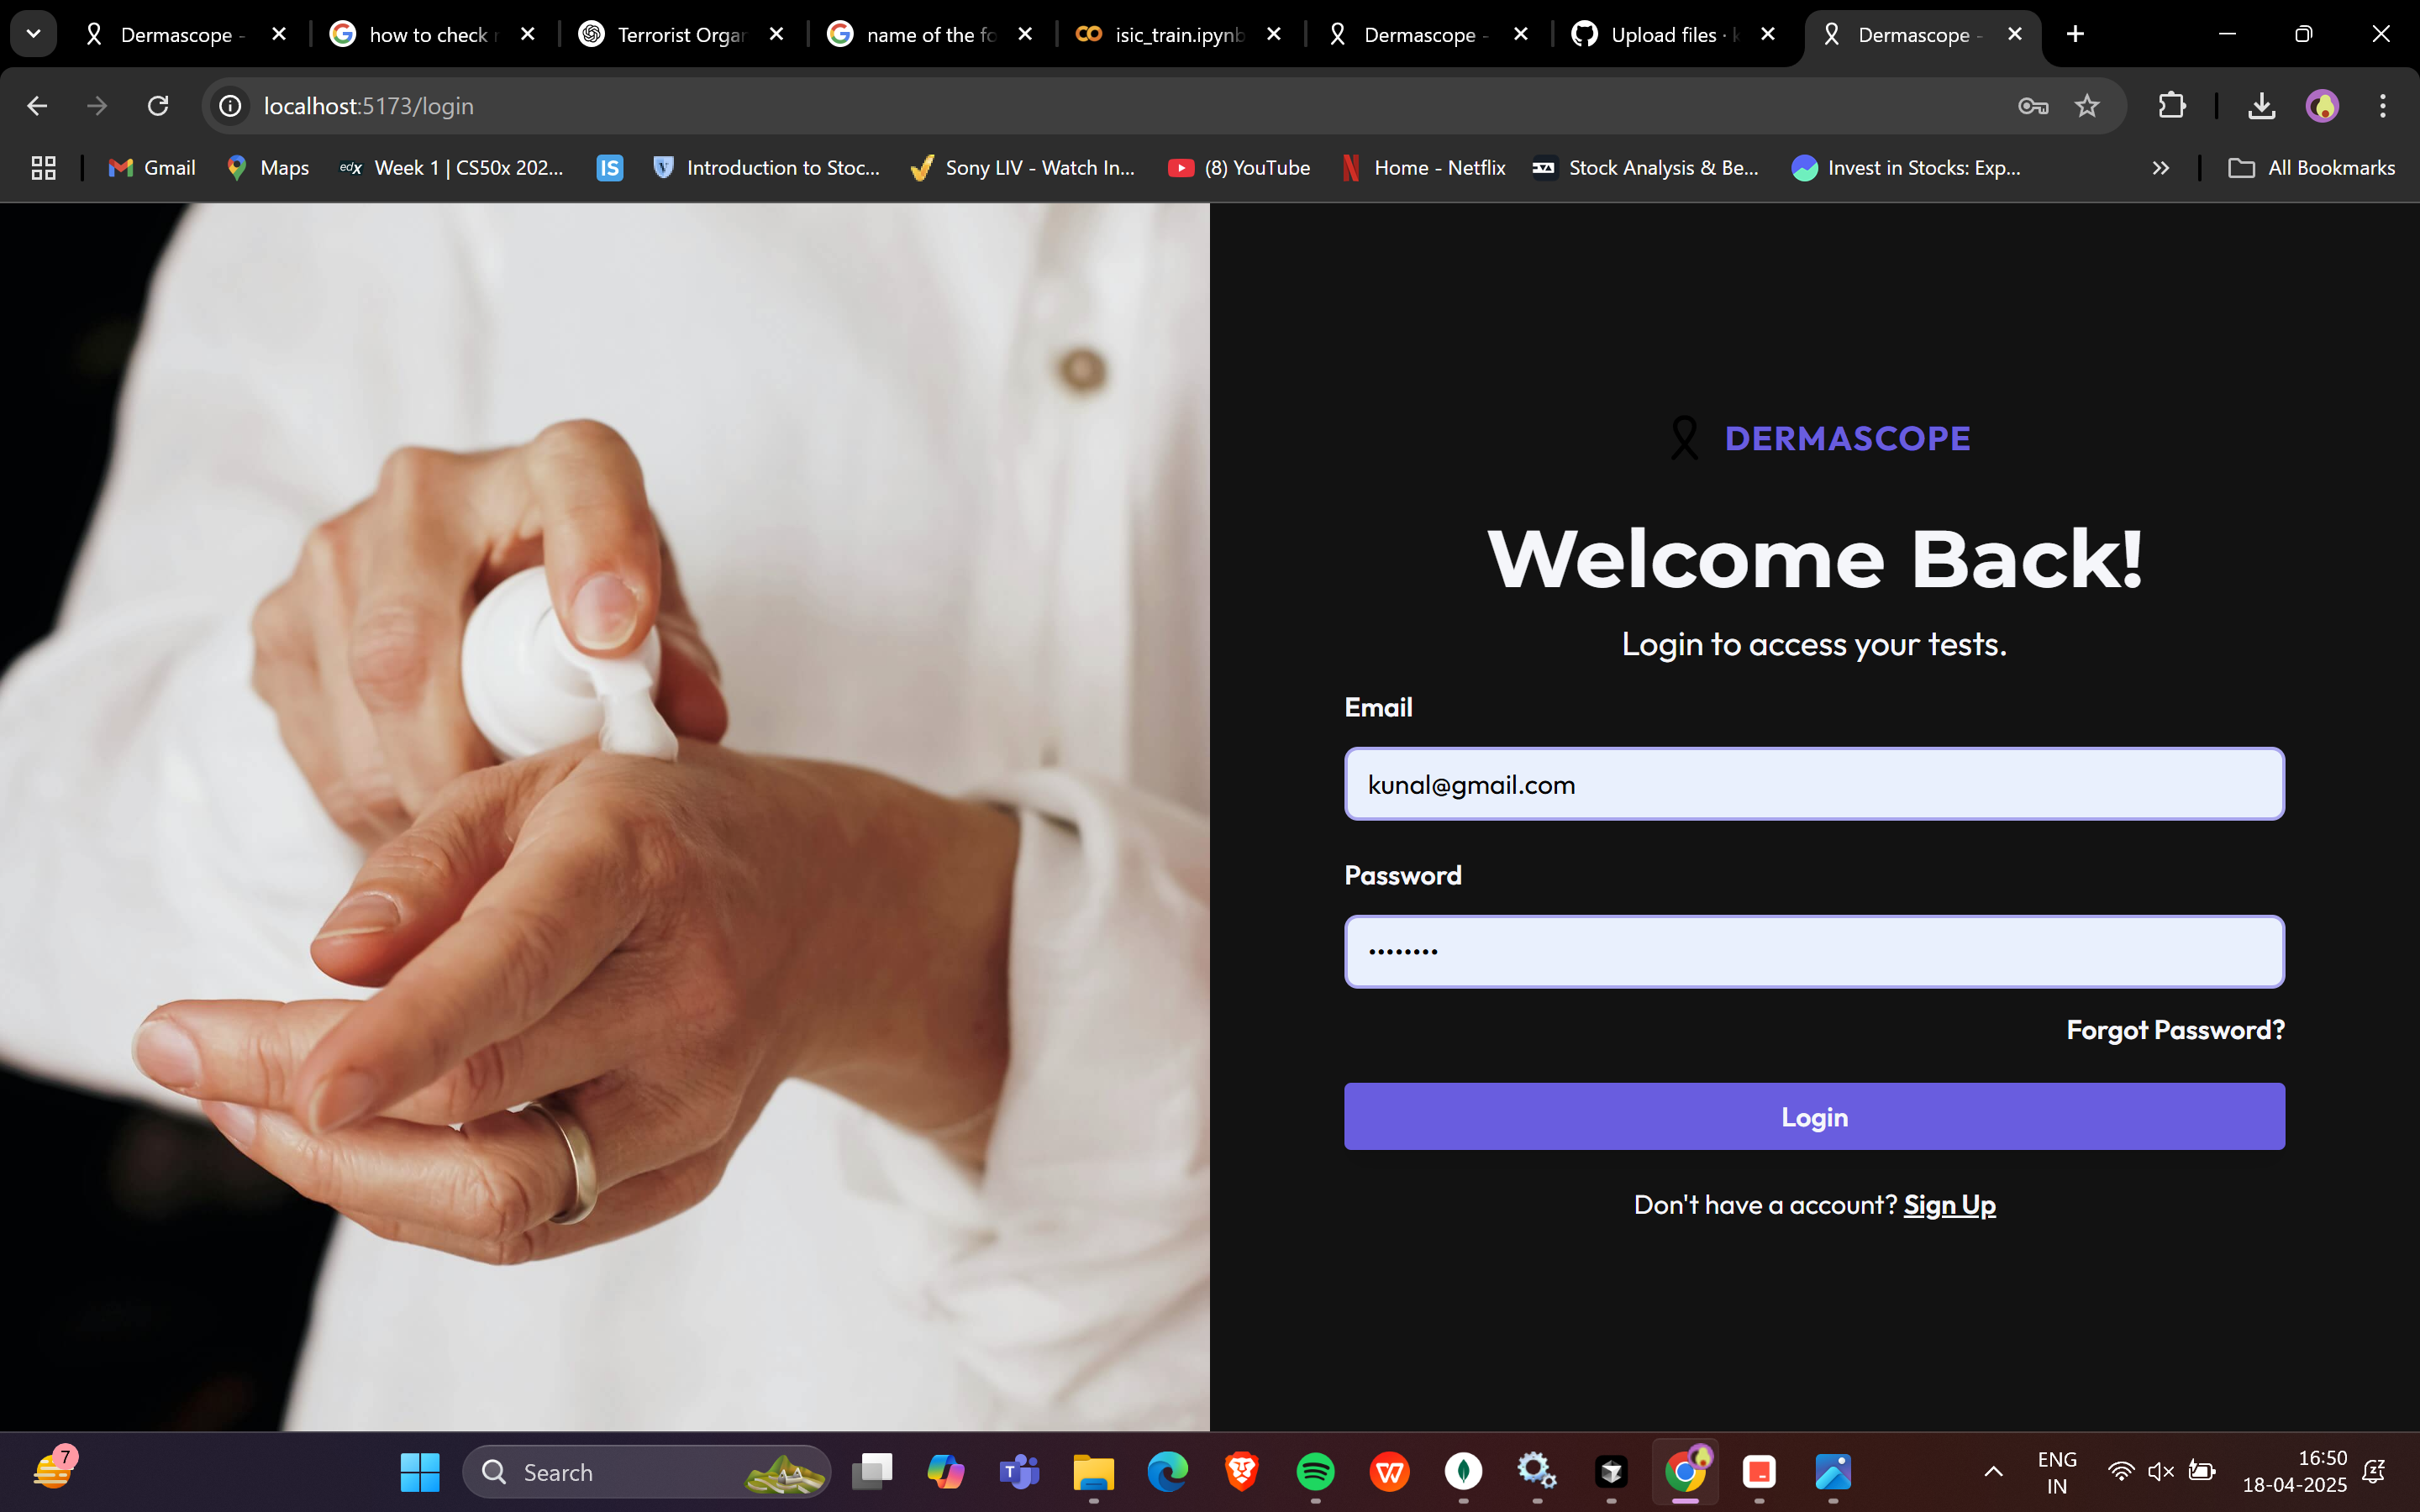 Dermascope -
how to check
Terrorist Organ
name of the fo
isic_train.ipynb
Dermascope -
Upload files ·
Dermascope -
localhost:5173/login
Gmail
Maps
edX
Week 1 | CS50x 202...
IS
Introduction to Stoc...
Sony LIV - Watch In...
(8) YouTube
Home - Netflix
Stock Analysis & Be...
Invest in Stocks: Exp...
All Bookmarks
DERMASCOPE
Welcome Back!
Login to access your tests.
Email
kunal@gmail.com
Password
••••••••
Forgot Password?
Login
Don't have a account? Sign Up
7
Search
ENG
IN
16:50
18-04-2025